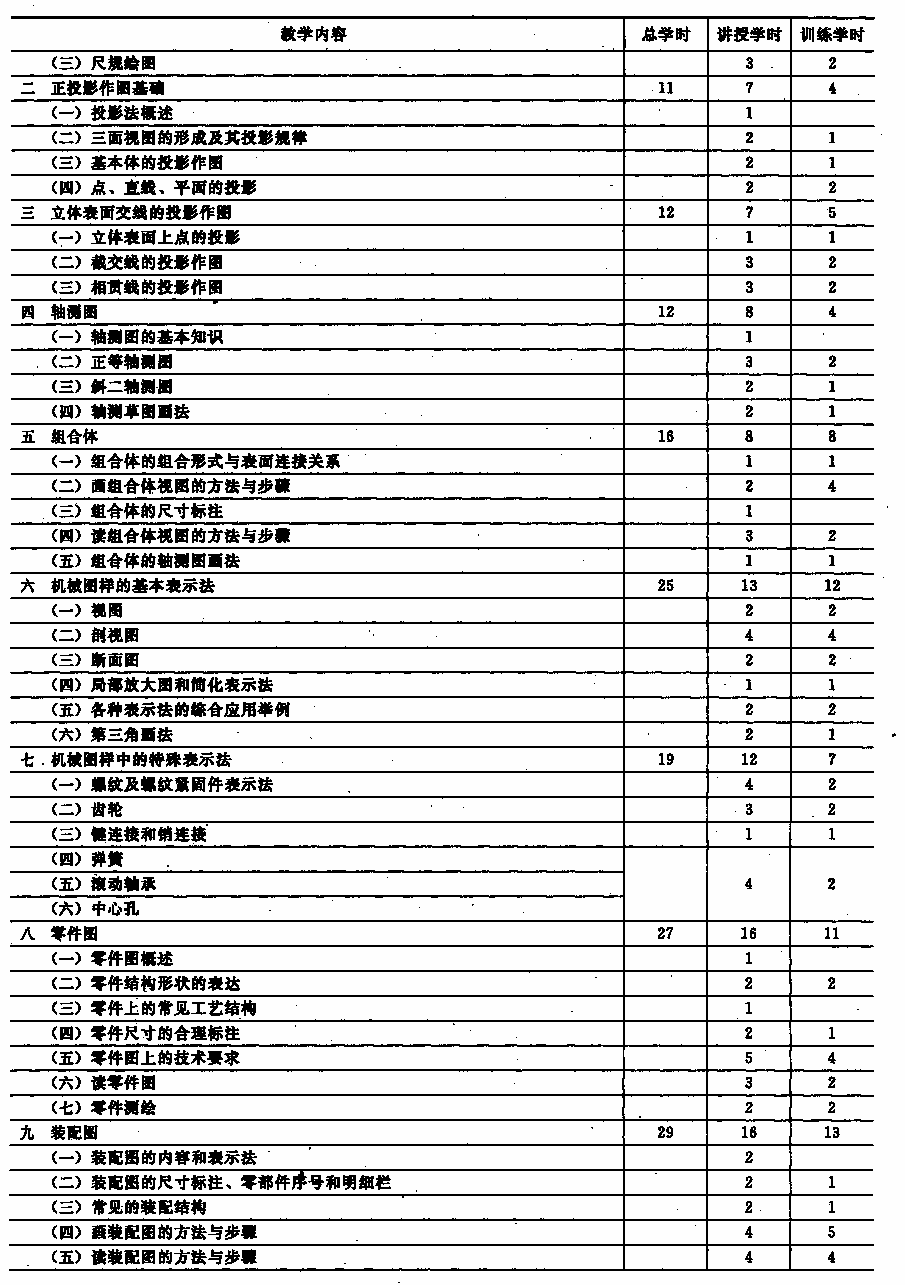 教学内容 总学时 讲授学时 训练学时
（三）尺规绘图 3 2
二 正投影作图基础 11 7 4
（一）投影法概述 1
（二）三面视图的形成及其投影规律 2 1
（三）基本体的投影作图 2 1
（四）点、直线、平面的投影 2 2
三 立体表面交线的投影作图 12 7 5
（一）立体表面上点的投影 1 1
（二）截交线的投影作图 3 2
（三）相贯线的投影作图 3 2
四 轴测图 12 8 4
（一）轴测图的基本知识 1
（二）正等轴测图 3 2
（三）斜二轴测图 2 1
（四）轴测草图画法 2 1
五 组合体 16 8 8
（一）组合体的组合形式与表面连接关系 1 1
（二）画组合体视图的方法与步骤 2 4
（三）组合体的尺寸标注 1
（四）读组合体视图的方法与步骤 3 2
（五）组合体的轴测图画法 1 1
六 机械图样的基本表示法 25 13 12
（一）视图 2 2
（二）剖视图 4 4
（三）断面图 2 2
（四）局部放大图和简化表示法 1 1
（五）各种表示法的综合应用举例 2 2
（六）第三角画法 2 1
七 机械图样中的特殊表示法 19 12 7
（一）螺纹及螺纹紧固件表示法 4 2
（二）齿轮 3 2
（三）键连接和销连接 1 1
（四）弹簧
（五）滚动轴承 4 2
（六）中心孔
八 零件图 27 16 11
（一）零件图概述 1
（二）零件结构形状的表达 2 2
（三）零件上的常见工艺结构 1
（四）零件尺寸的合理标注 2 1
（五）零件图上的技术要求 5 4
（六）读零件图 3 2
（七）零件测绘 2 2
九 装配图 29 16 13
（一）装配图的内容和表示法 2
（二）装配图的尺寸标注、零部件序号和明细栏 2 1
（三）常见的装配结构 2 1
（四）画装配图的方法与步骤 4 5
（五）读装配图的方法与步骤 4 4